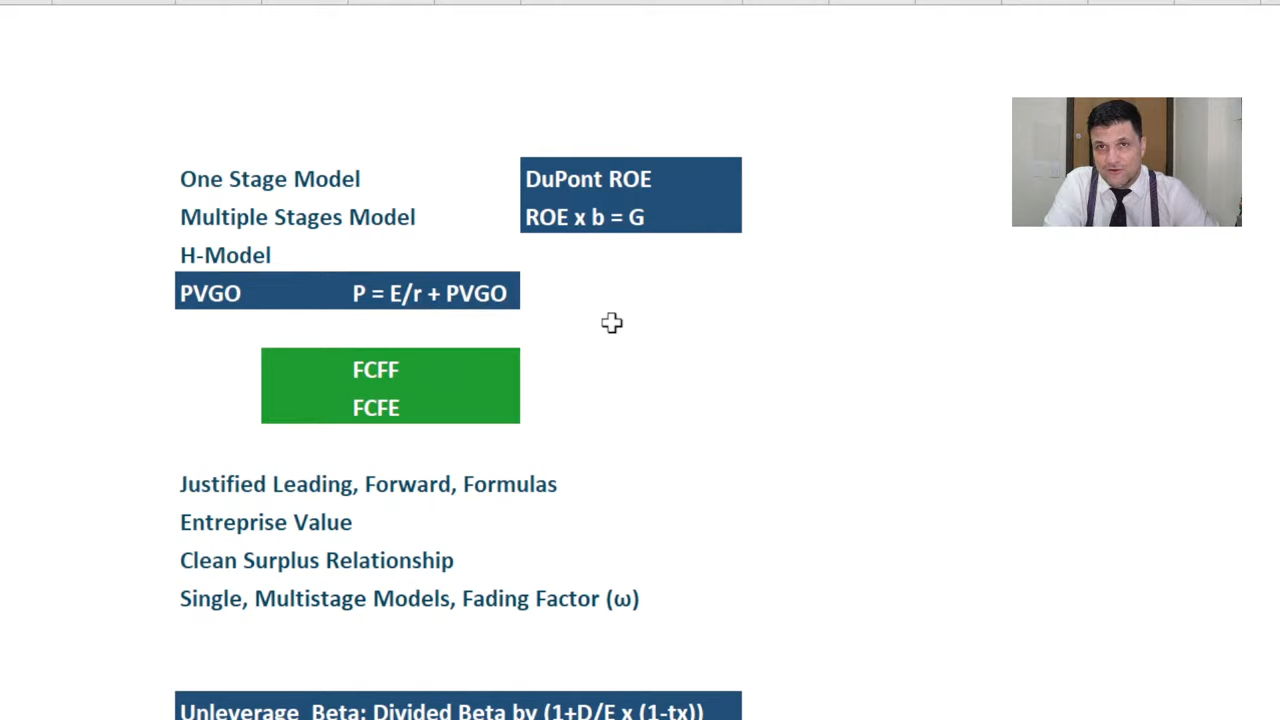 One Stage Model DuPont ROE
Multiple Stages Model ROE x b = G
H-Model
PVGO P = E/r + PVGO
FCFF
FCFE
Justified Leading, Forward, Formulas
Entreprise Value
Clean Surplus Relationship
Single, Multistage Models, Fading Factor (ω)
Unleverage Beta: Divided Beta by (1+D/E x (1-tx))